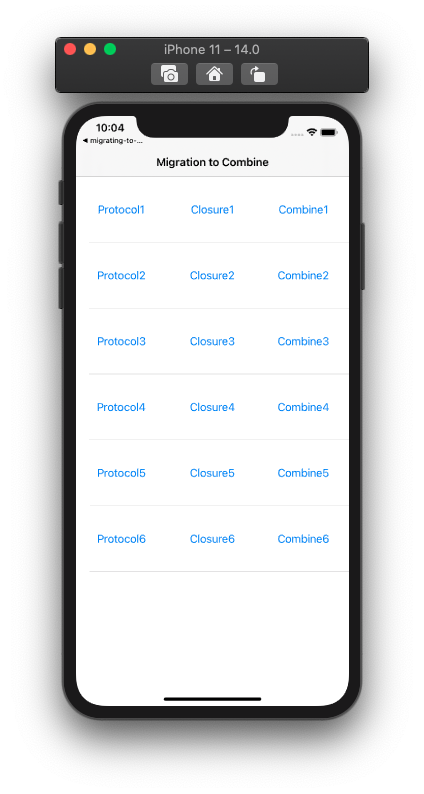 iPhone 11 – 14.0
10:04
◀ migrating-to-...
Migration to Combine
Protocol1 Closure1 Combine1
Protocol2 Closure2 Combine2
Protocol3 Closure3 Combine3
Protocol4 Closure4 Combine4
Protocol5 Closure5 Combine5
Protocol6 Closure6 Combine6